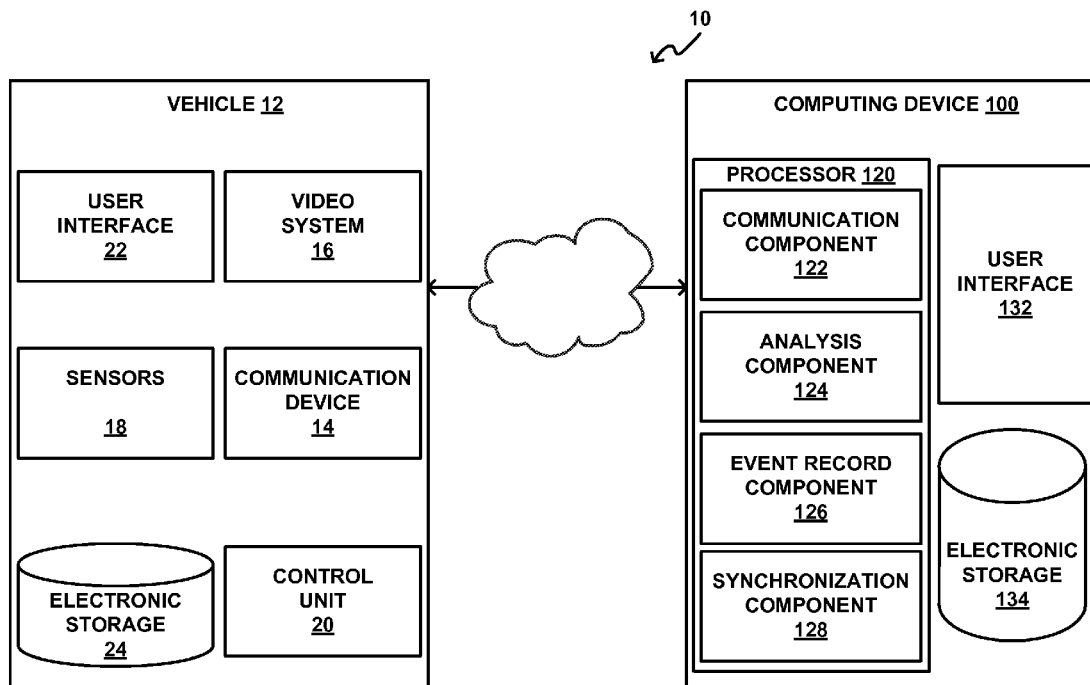 10
VEHICLE 12
USER
INTERFACE
22
VIDEO
SYSTEM
16
SENSORS
18
COMMUNICATION
DEVICE
14
ELECTRONIC
STORAGE
24
CONTROL
UNIT
20
COMPUTING DEVICE 100
PROCESSOR 120
COMMUNICATION
COMPONENT
122
ANALYSIS
COMPONENT
124
EVENT RECORD
COMPONENT
126
SYNCHRONIZATION
COMPONENT
128
USER
INTERFACE
132
ELECTRONIC
STORAGE
134